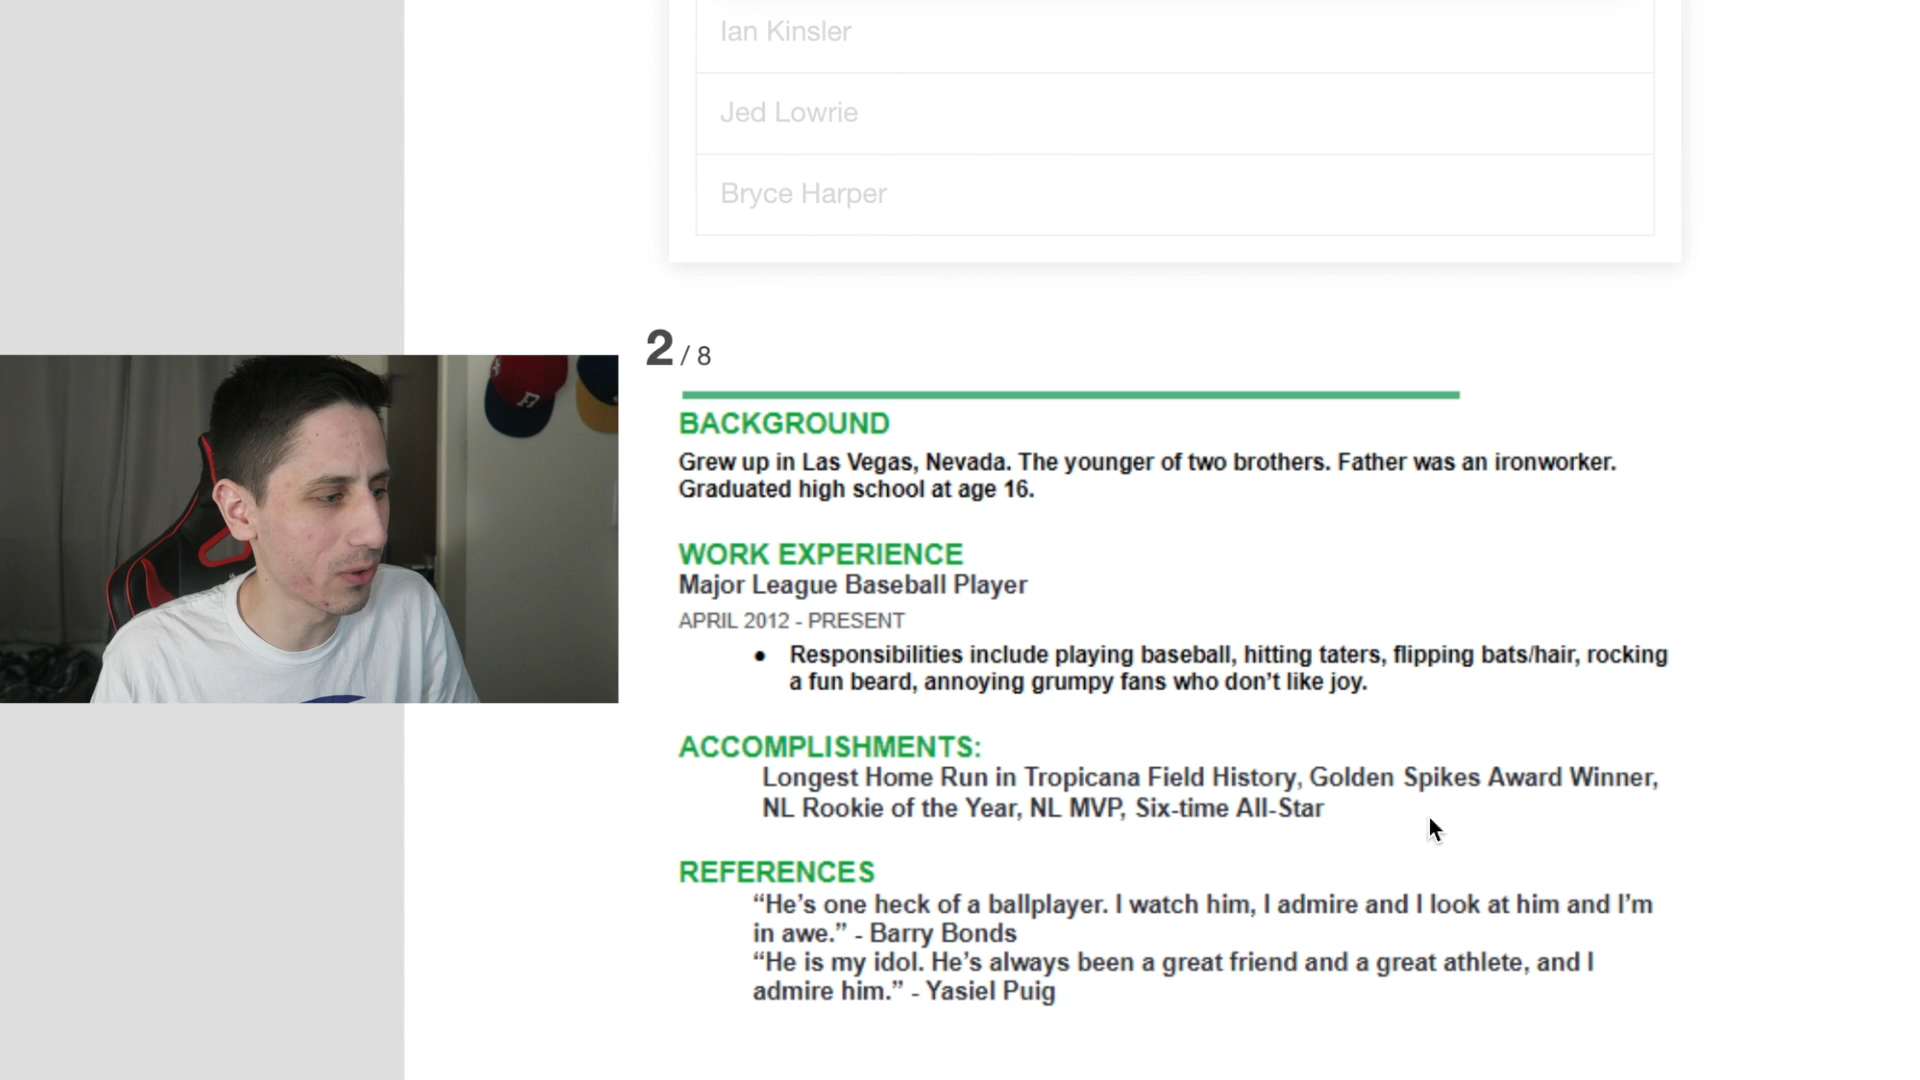 Ian Kinsler
Jed Lowrie
Bryce Harper
2 / 8
BACKGROUND
Grew up in Las Vegas, Nevada. The younger of two brothers. Father was an ironworker.
Graduated high school at age 16.
WORK EXPERIENCE
Major League Baseball Player
APRIL 2012 - PRESENT
● Responsibilities include playing baseball, hitting taters, flipping bats/hair, rocking
a fun beard, annoying grumpy fans who don’t like joy.
ACCOMPLISHMENTS:
Longest Home Run in Tropicana Field History, Golden Spikes Award Winner,
NL Rookie of the Year, NL MVP, Six-time All-Star
REFERENCES
“He’s one heck of a ballplayer. I watch him, I admire and I look at him and I’m
in awe.” - Barry Bonds
“He is my idol. He’s always been a great friend and a great athlete, and I
admire him.” - Yasiel Puig